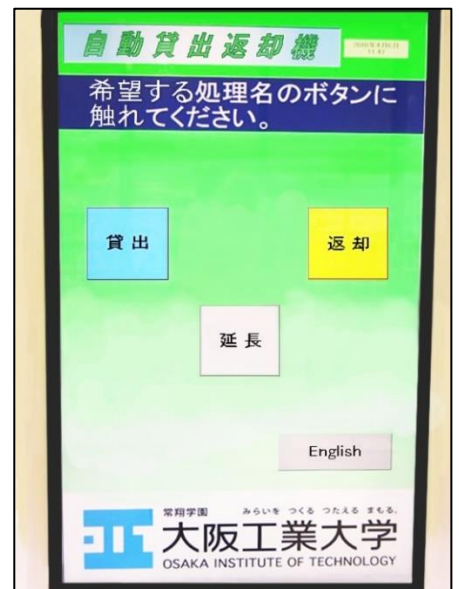 自動貸出返却機
希望する処理名のボタンに
触れてください。
貸出
返却
延長
English
常翔学園
みらいを つくる つたえる まもる.
大阪工業大学
OSAKA INSTITUTE OF TECHNOLOGY